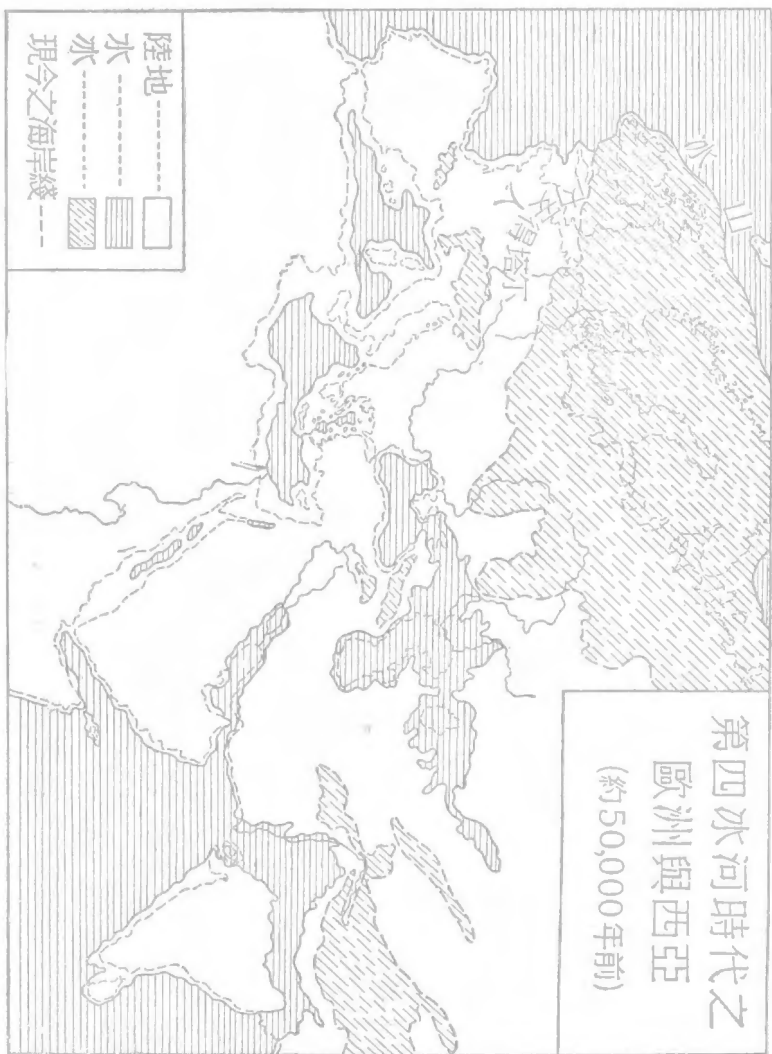 第四冰河時代之
歐洲與西亞
(約50,000年前)
陸地
水
冰
現今之海岸綫